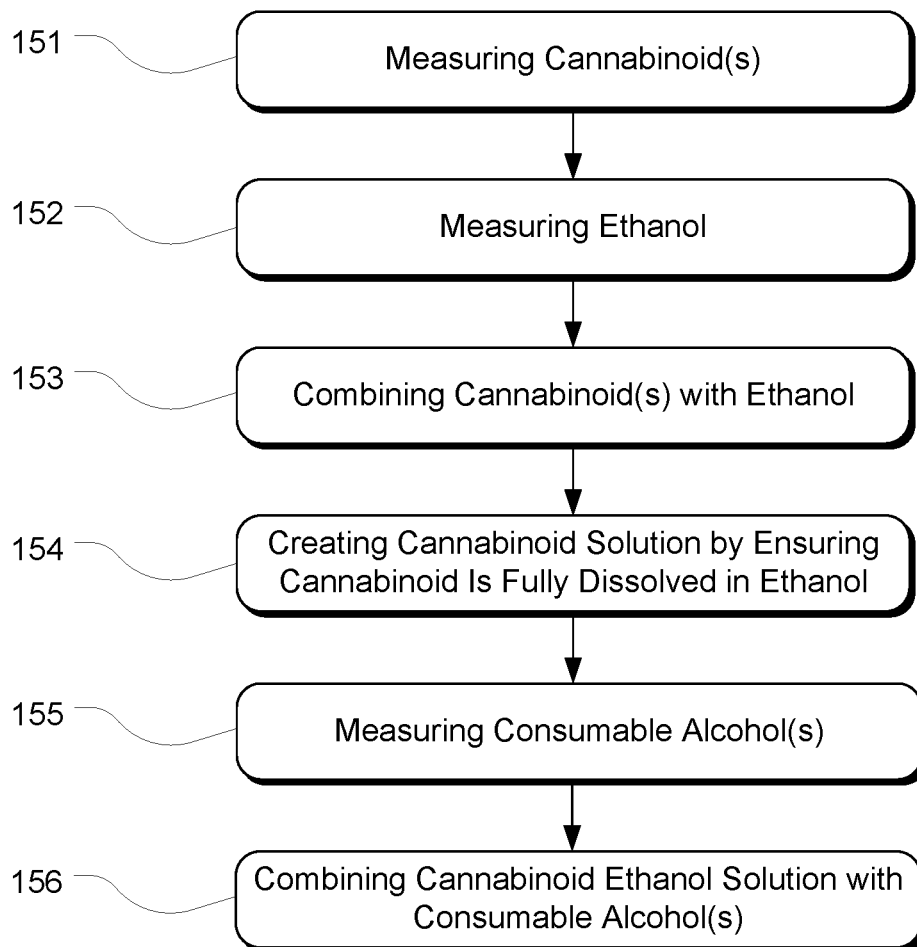 151
Measuring Cannabinoid(s)
152
Measuring Ethanol
153
Combining Cannabinoid(s) with Ethanol
154
Creating Cannabinoid Solution by Ensuring
Cannabinoid Is Fully Dissolved in Ethanol
155
Measuring Consumable Alcohol(s)
156
Combining Cannabinoid Ethanol Solution with
Consumable Alcohol(s)